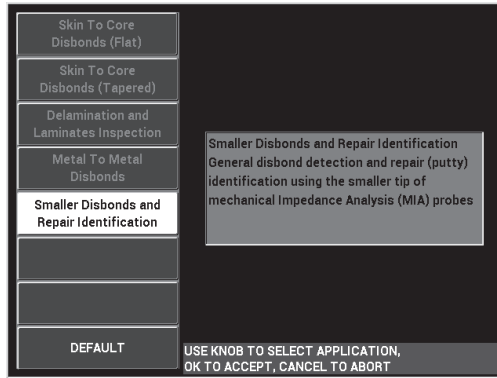 Skin To Core
Disbonds (Flat)
Skin To Core
Disbonds (Tapered)
Delamination and
Laminates Inspection
Metal To Metal
Disbonds
Smaller Disbonds and
Repair Identification
DEFAULT
Smaller Disbonds and Repair Identification
General disbond detection and repair (putty)
identification using the smaller tip of
mechanical Impedance Analysis (MIA) probes
USE KNOB TO SELECT APPLICATION,
OK TO ACCEPT, CANCEL TO ABORT